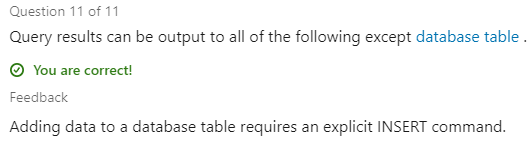 Question 11 of 11
Query results can be output to all of the following except database table .
You are correct!
Feedback
Adding data to a database table requires an explicit INSERT command.